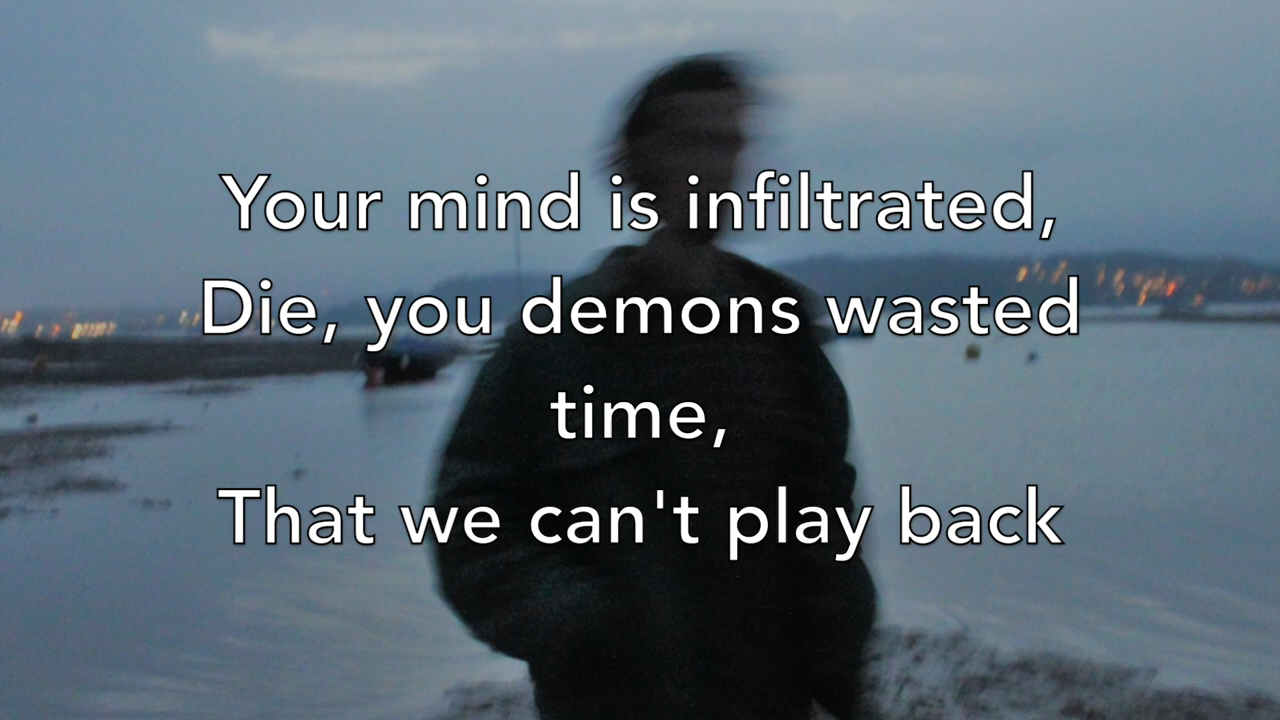 Your mind is infiltrated,
Die, you demons wasted
time,
That we can't play back